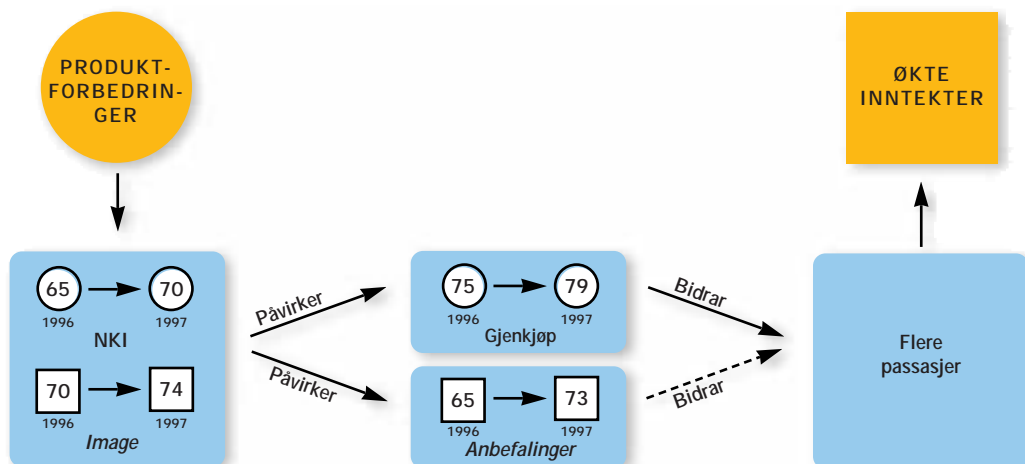 PRODUKT-
FORBEDRIN-
GER
ØKTE
INNTEKTER
65 70
1996 1997
NKI
70 74
1996 1997
Image
Påvirker
Påvirker
75 79
1996 1997
Gjenkjøp
65 73
1996 1997
Anbefalinger
Bidrar
Bidrar
Flere
passasjer